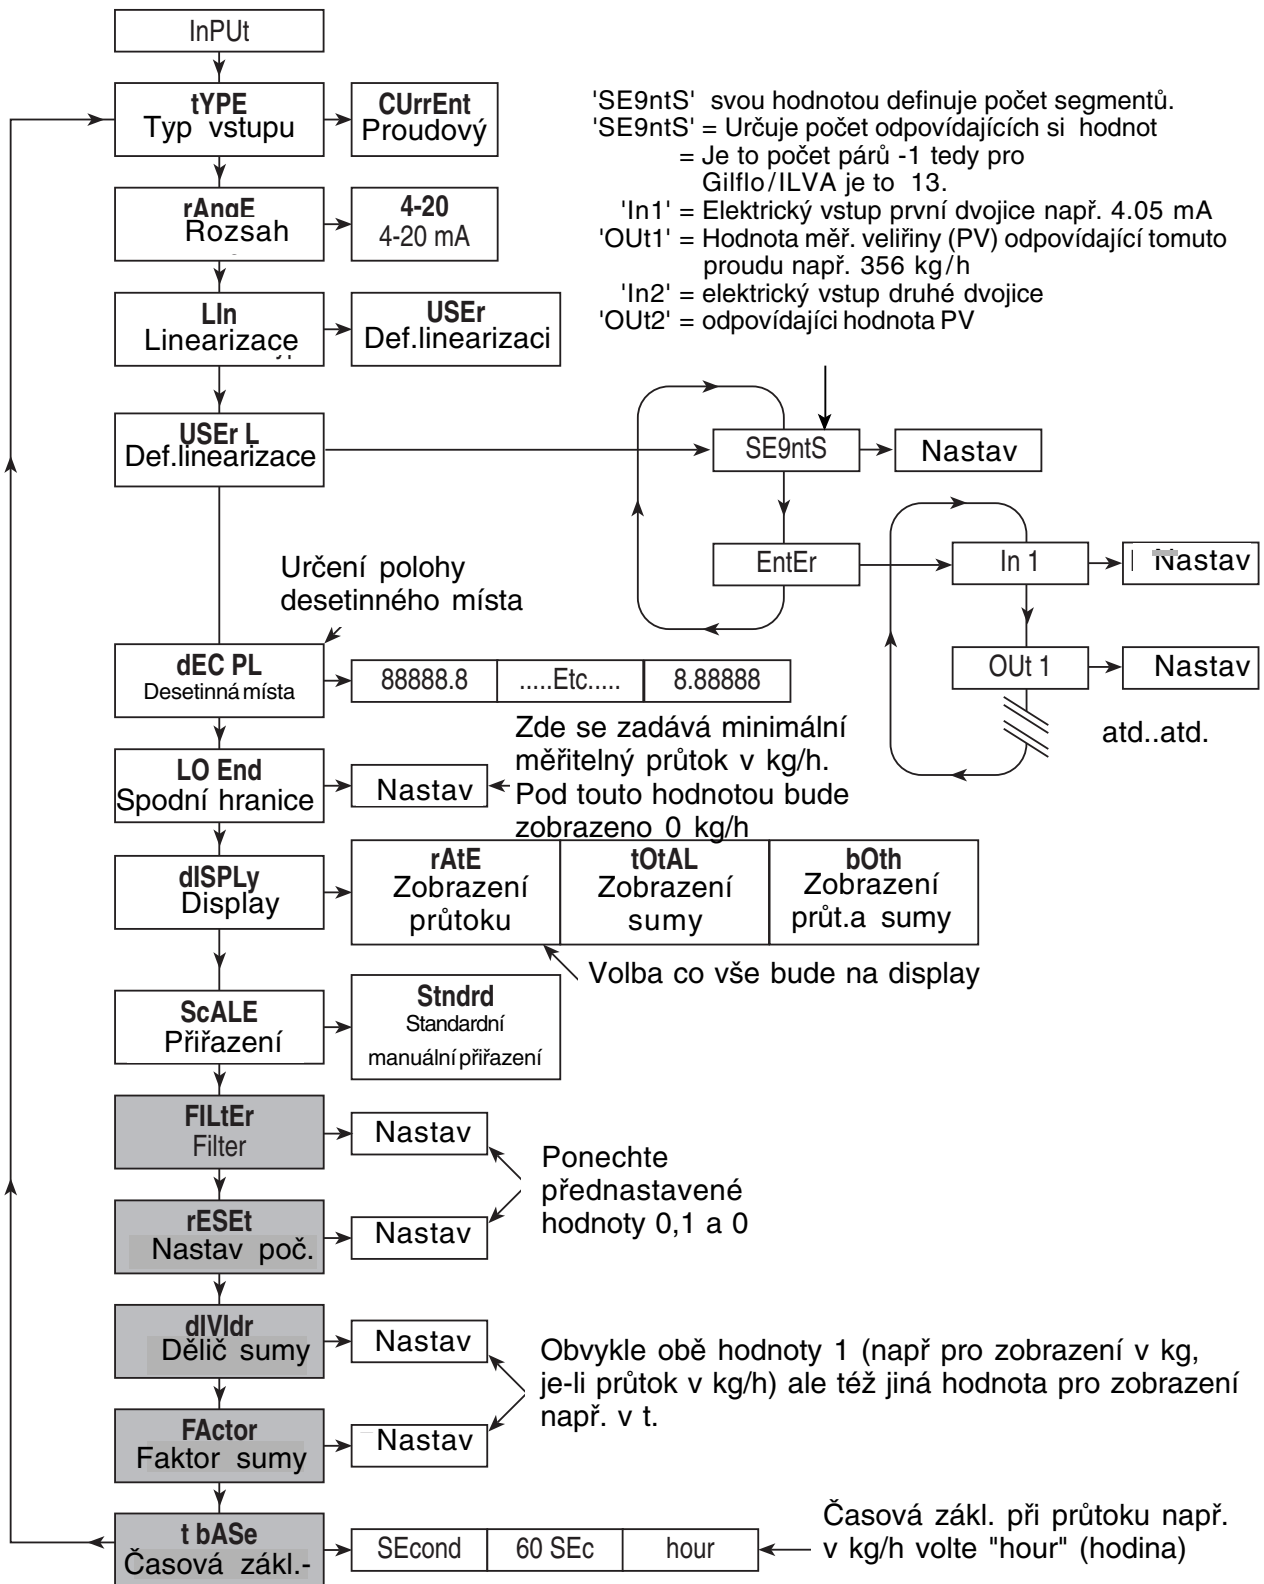 InPUt
tYPE
Typ vstupu
CUrrEnt
Proudový
'SE9ntS' svou hodnotou definuje počet segmentů.
'SE9ntS' = Určuje počet odpovídajících si hodnot
= Je to počet párů -1 tedy pro
Gilflo/ILVA je to 13.
'In1' = Elektrický vstup první dvojice např. 4.05 mA
'OUt1' = Hodnota měř. veliřiny (PV) odpovídající tomuto
proudu např. 356 kg/h
'In2' = elektrický vstup druhé dvojice
'OUt2' = odpovídajíci hodnota PV
rAngE
Rozsah
4-20
4-20 mA
LIn
Linearizace
USEr
Def.linearizaci
USEr L
Def.linearizace
SE9ntS
Nastav
EntEr
In 1
Nastav
OUt 1
Nastav
atd..atd.
Určení polohy
desetinného místa
dEC PL
Desetinná místa
88888.8
.....Etc.....
8.88888
LO End
Spodní hranice
Nastav
Zde se zadává minimální
měřitelný průtok v kg/h.
Pod touto hodnotou bude
zobrazeno 0 kg/h
dISPLy
Display
rAtE
Zobrazení
průtoku
tOtAL
Zobrazení
sumy
bOth
Zobrazení
průt.a sumy
Volba co vše bude na display
ScALE
Přiřazení
Stndrd
Standardní
manuální přiřazení
FILtEr
Filter
Nastav
rESEt
Nastav poč.
Nastav
Ponechte
přednastavené
hodnoty 0,1 a 0
dIVIdr
Dělič sumy
Nastav
FActor
Faktor sumy
Nastav
Obvykle obě hodnoty 1 (např pro zobrazení v kg,
je-li průtok v kg/h) ale též jiná hodnota pro zobrazení
např. v t.
t bASe
Časová zákl.-
SEcond
60 SEc
hour
Časová zákl. při průtoku např.
v kg/h volte "hour" (hodina)